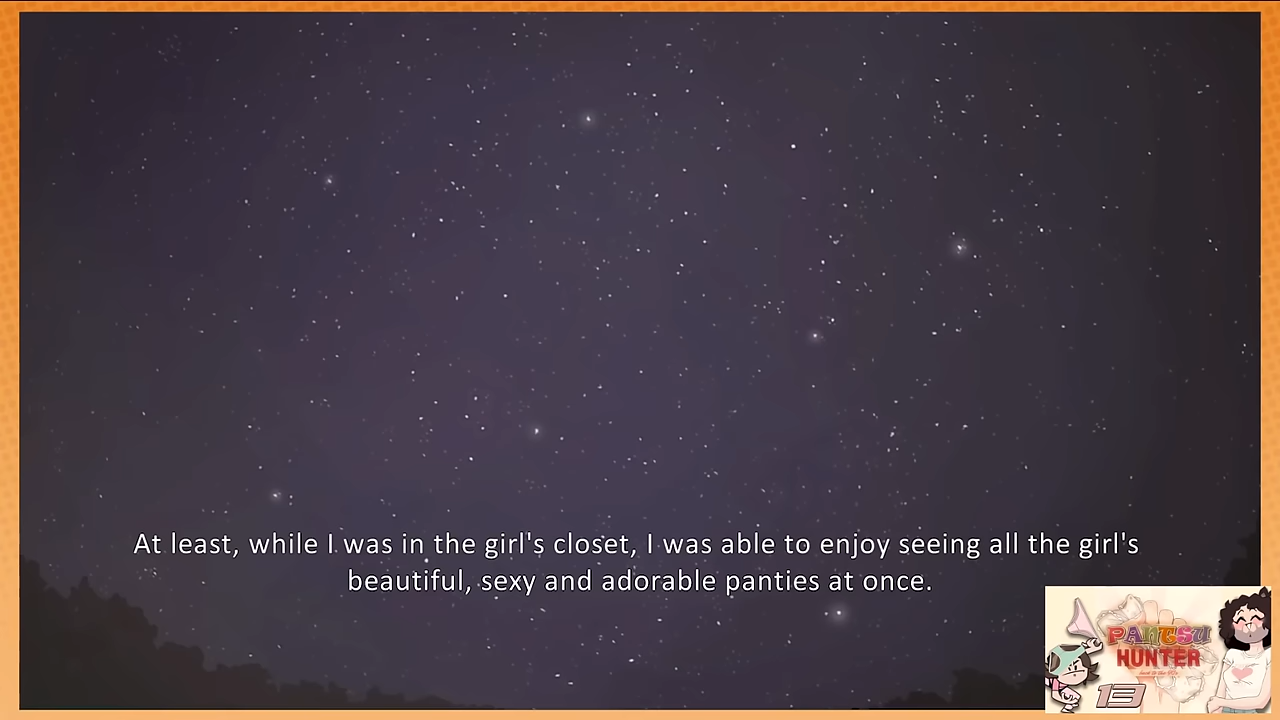 At least, while I was in the girl's closet, I was able to enjoy seeing all the girl's
beautiful, sexy and adorable panties at once.
PANTSU
HUNTER
13